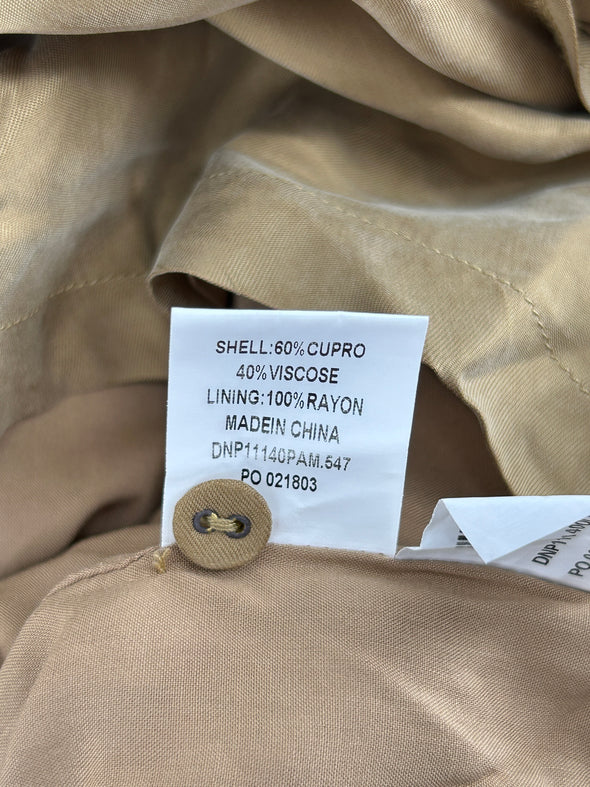 SHELL:60%CUPRO
40%VISCOSE
LINING:100%RAYON
MADEIN CHINA
DNP11140PAM.547
PO 021803